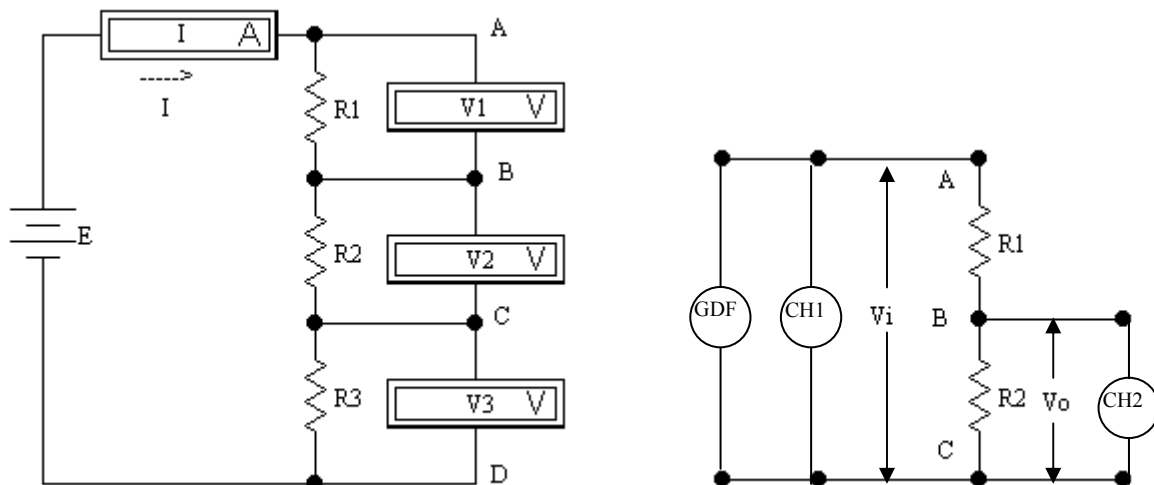 I A
A
I
R1
V1 V
B
E
R2
V2 V
C
R3
V3 V
D
A
R1
GDF
CH1
Vi
B
R2
Vo
CH2
C